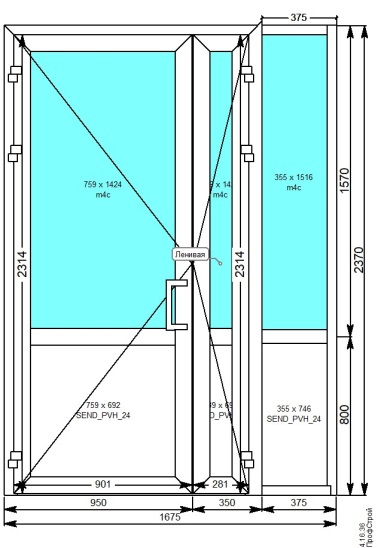 375
759 x 1424
m4c
355 x 1516
m4c
1570
2370
2314
2314
Ленивая
759 x 692
SEND_PVH_24
355 x 746
SEND_PVH_24
800
901
281
950
350
375
1675
4.16.36
ПрофСтрой